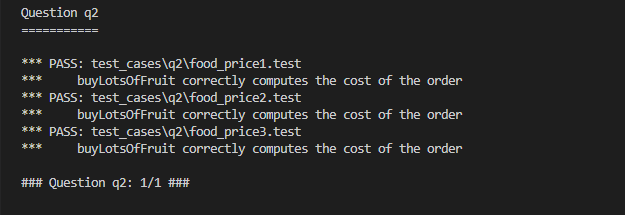 Question q2
===========
*** PASS: test_cases\q2\food_price1.test
***     buyLotsOfFruit correctly computes the cost of the order
*** PASS: test_cases\q2\food_price2.test
***     buyLotsOfFruit correctly computes the cost of the order
*** PASS: test_cases\q2\food_price3.test
***     buyLotsOfFruit correctly computes the cost of the order
### Question q2: 1/1 ###